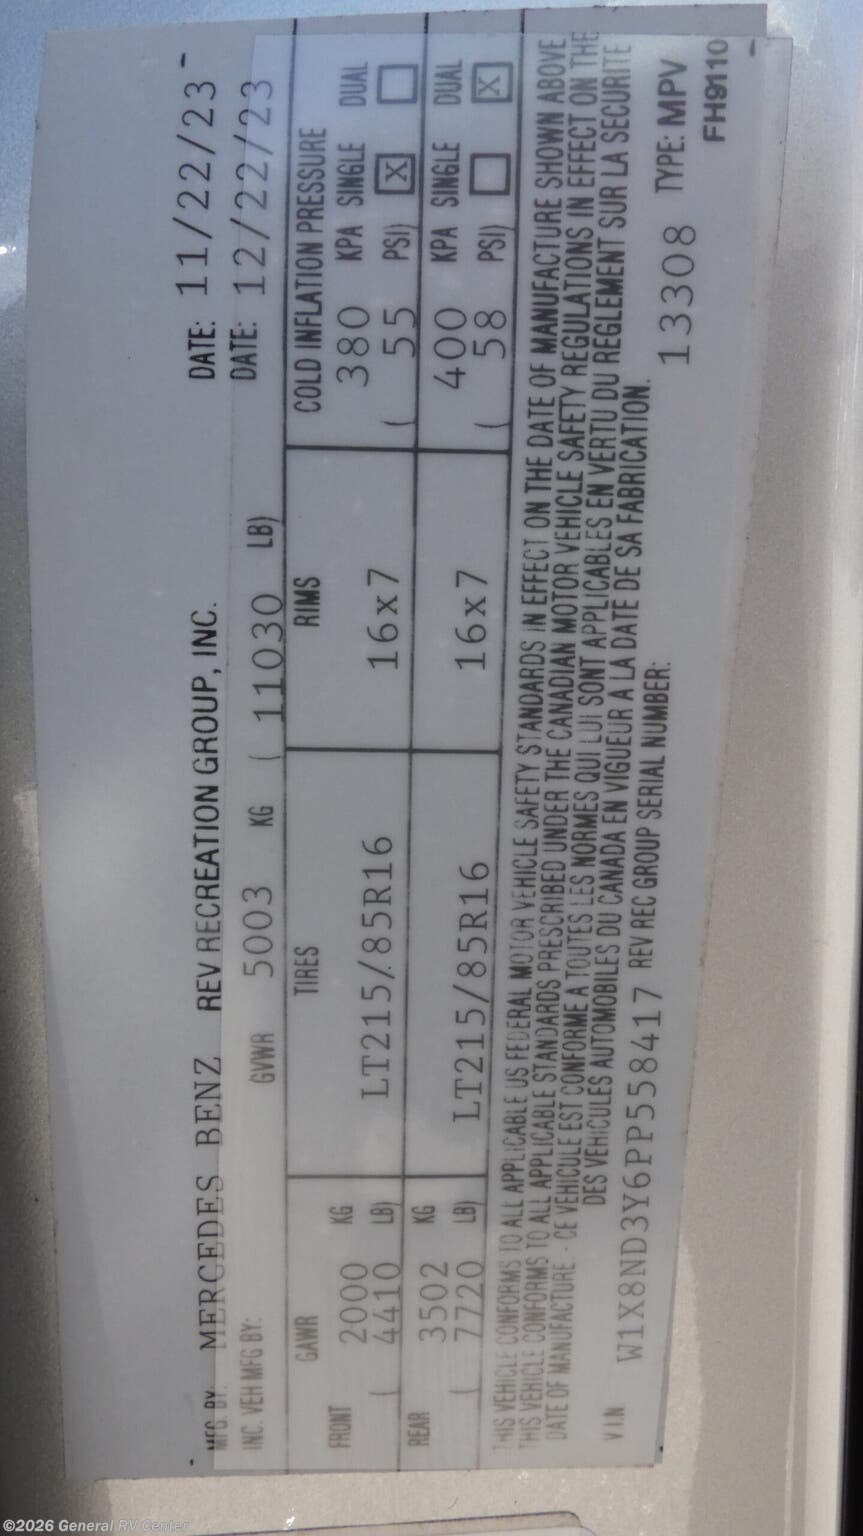 MFG. BY: REV RECREATION GROUP, INC. DATE: 11/22/23
INC. VEH MFG BY: MERCEDES BENZ DATE: 12/22/23
GVWR 5003 KG ( 11030 LB)
GAWR TIRES RIMS COLD INFLATION PRESSURE
FRONT 2000 KG LT215/85R16 16x7 380 KPA SINGLE DUAL
( 4410 LB) ( 55 PSI) X
REAR 3502 KG LT215/85R16 16x7 400 KPA SINGLE DUAL
( 7720 LB) ( 58 PSI) X
THIS VEHICLE CONFORMS TO ALL APPLICABLE US FEDERAL MOTOR VEHICLE SAFETY STANDARDS IN EFFECT ON THE DATE OF MANUFACTURE SHOWN ABOVE
THIS VEHICLE CONFORMS TO ALL APPLICABLE STANDARDS PRESCRIBED UNDER THE CANADIAN MOTOR VEHICLE SAFETY REGULATIONS IN EFFECT ON THE
DATE OF MANUFACTURE. - CE VEHICULE EST CONFORME A TOUTES LES NORMES QUI LUI SONT APPLICABLES EN VERTU DU REGLEMENT SUR LA SECURITE
DES VEHICULES AUTOMOBILES DU CANADA EN VIGUEUR A LA DATE DE SA FABRICATION.
V I N W1X8ND3Y6PP558417 REV REC GROUP SERIAL NUMBER: 13308 TYPE: MPV
FH9110
©2026 General RV Center